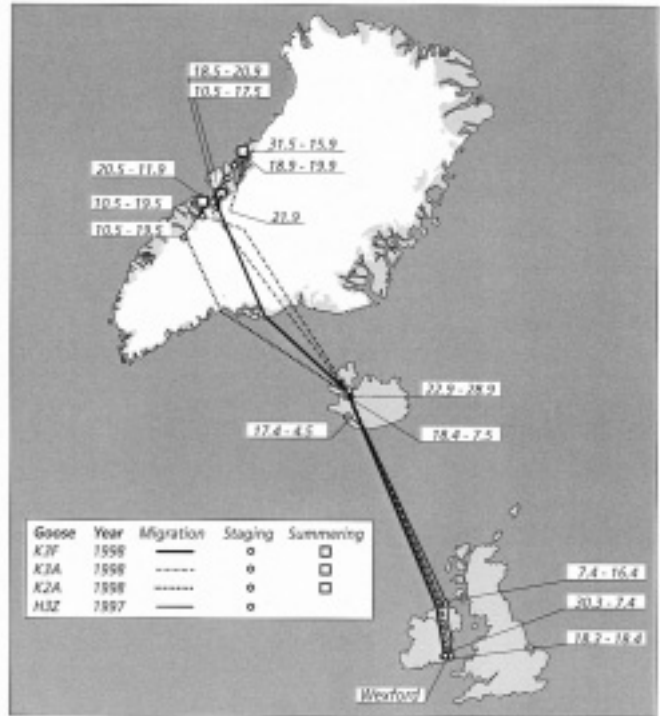 18.5 - 20.9
10.5 - 17.5
31.5 - 15.9
20.5 - 11.9
18.9 - 19.9
10.5 - 19.5
21.9
10.5 - 19.5
22.9 - 28.9
17.4 - 4.5
18.4 - 7.5
Goose Year Migration Staging Summering
K3F 1998
K3A 1998
K2A 1998
H3Z 1997
7.4 - 16.4
30.3 - 7.4
18.2 - 18.4
Wexford